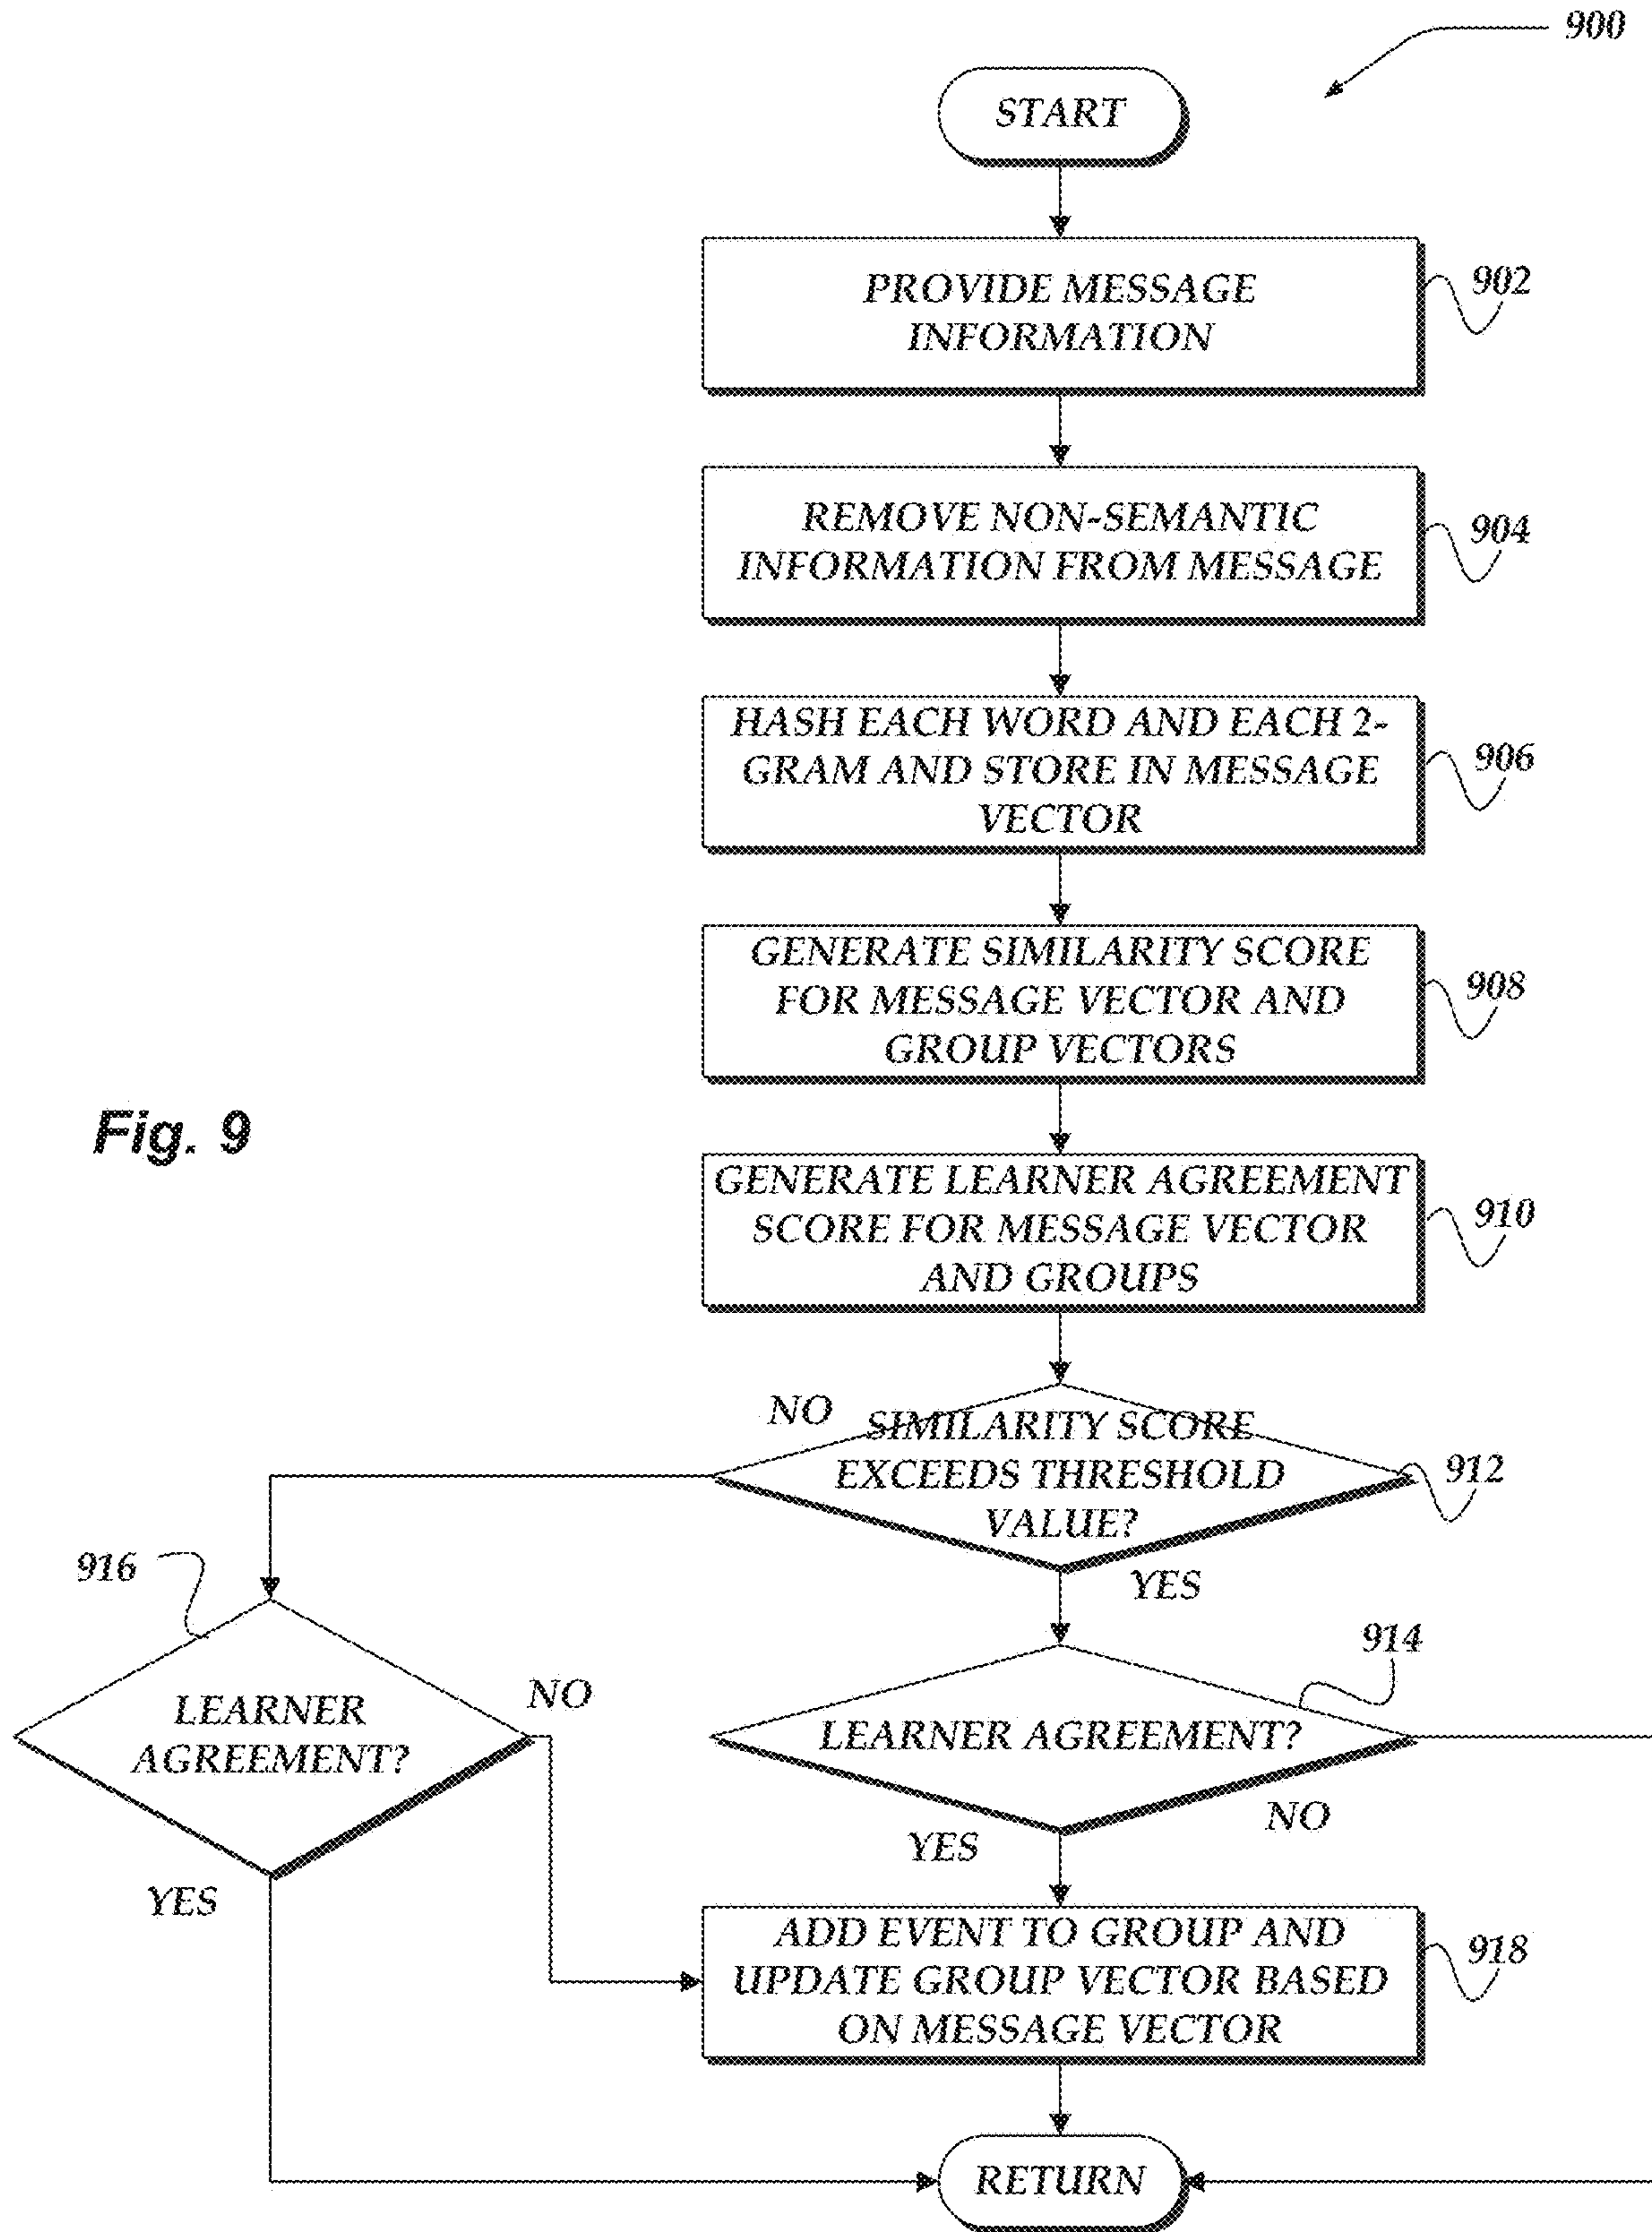 900
START
PROVIDE MESSAGE
INFORMATION
902
REMOVE NON-SEMANTIC
INFORMATION FROM MESSAGE
904
HASH EACH WORD AND EACH 2-
GRAM AND STORE IN MESSAGE
VECTOR
906
GENERATE SIMILARITY SCORE
FOR MESSAGE VECTOR AND
GROUP VECTORS
908
Fig. 9
GENERATE LEARNER AGREEMENT
SCORE FOR MESSAGE VECTOR
AND GROUPS
910
NO
SIMILARITY SCORE
EXCEEDS THRESHOLD
VALUE?
912
YES
916
LEARNER
AGREEMENT?
NO
YES
914
LEARNER AGREEMENT?
NO
YES
ADD EVENT TO GROUP AND
UPDATE GROUP VECTOR BASED
ON MESSAGE VECTOR
918
RETURN